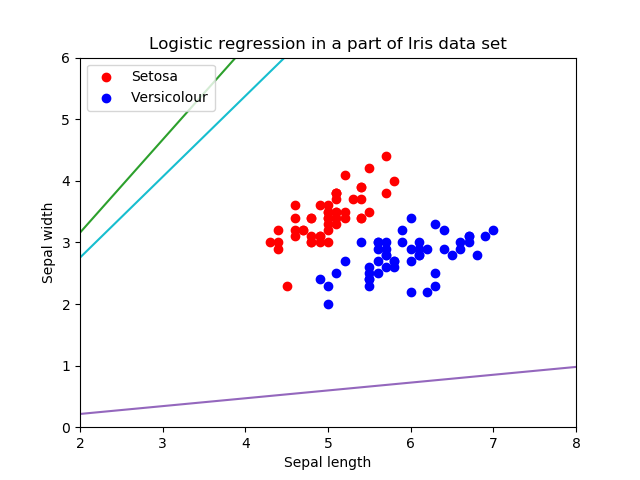 Logistic regression in a part of Iris data set
Setosa
Versicolour
6
5
4
3
2
1
0
Sepal width
2 3 4 5 6 7 8
Sepal length